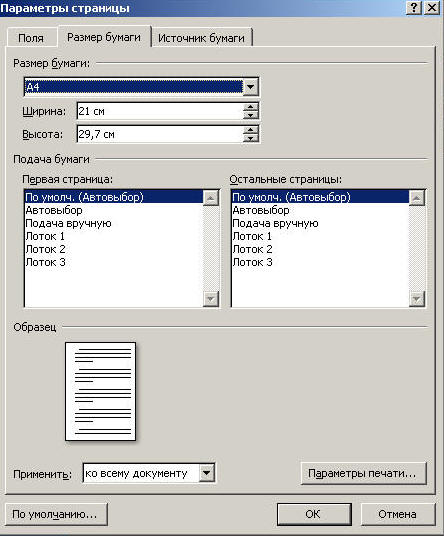 Параметры страницы
Поля Размер бумаги Источник бумаги
Размер бумаги:
A4
Ширина: 21 см
Высота: 29,7 см
Подача бумаги
Первая страница: Остальные страницы:
По умолч. (Автовыбор) По умолч. (Автовыбор)
Автовыбор Автовыбор
Подача вручную Подача вручную
Лоток 1 Лоток 1
Лоток 2 Лоток 2
Лоток 3 Лоток 3
Образец
Применить: ко всему документу Параметры печати...
По умолчанию... OK Отмена